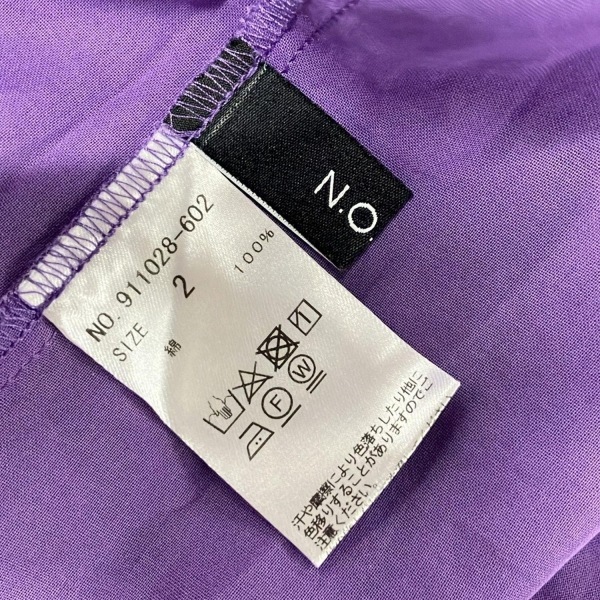 N.O.
NO. 911028-602
SIZE 2
綿 100%
F W
汗や摩擦により色落ちしたり他に
色移りすることがありますのでご
注意ください。